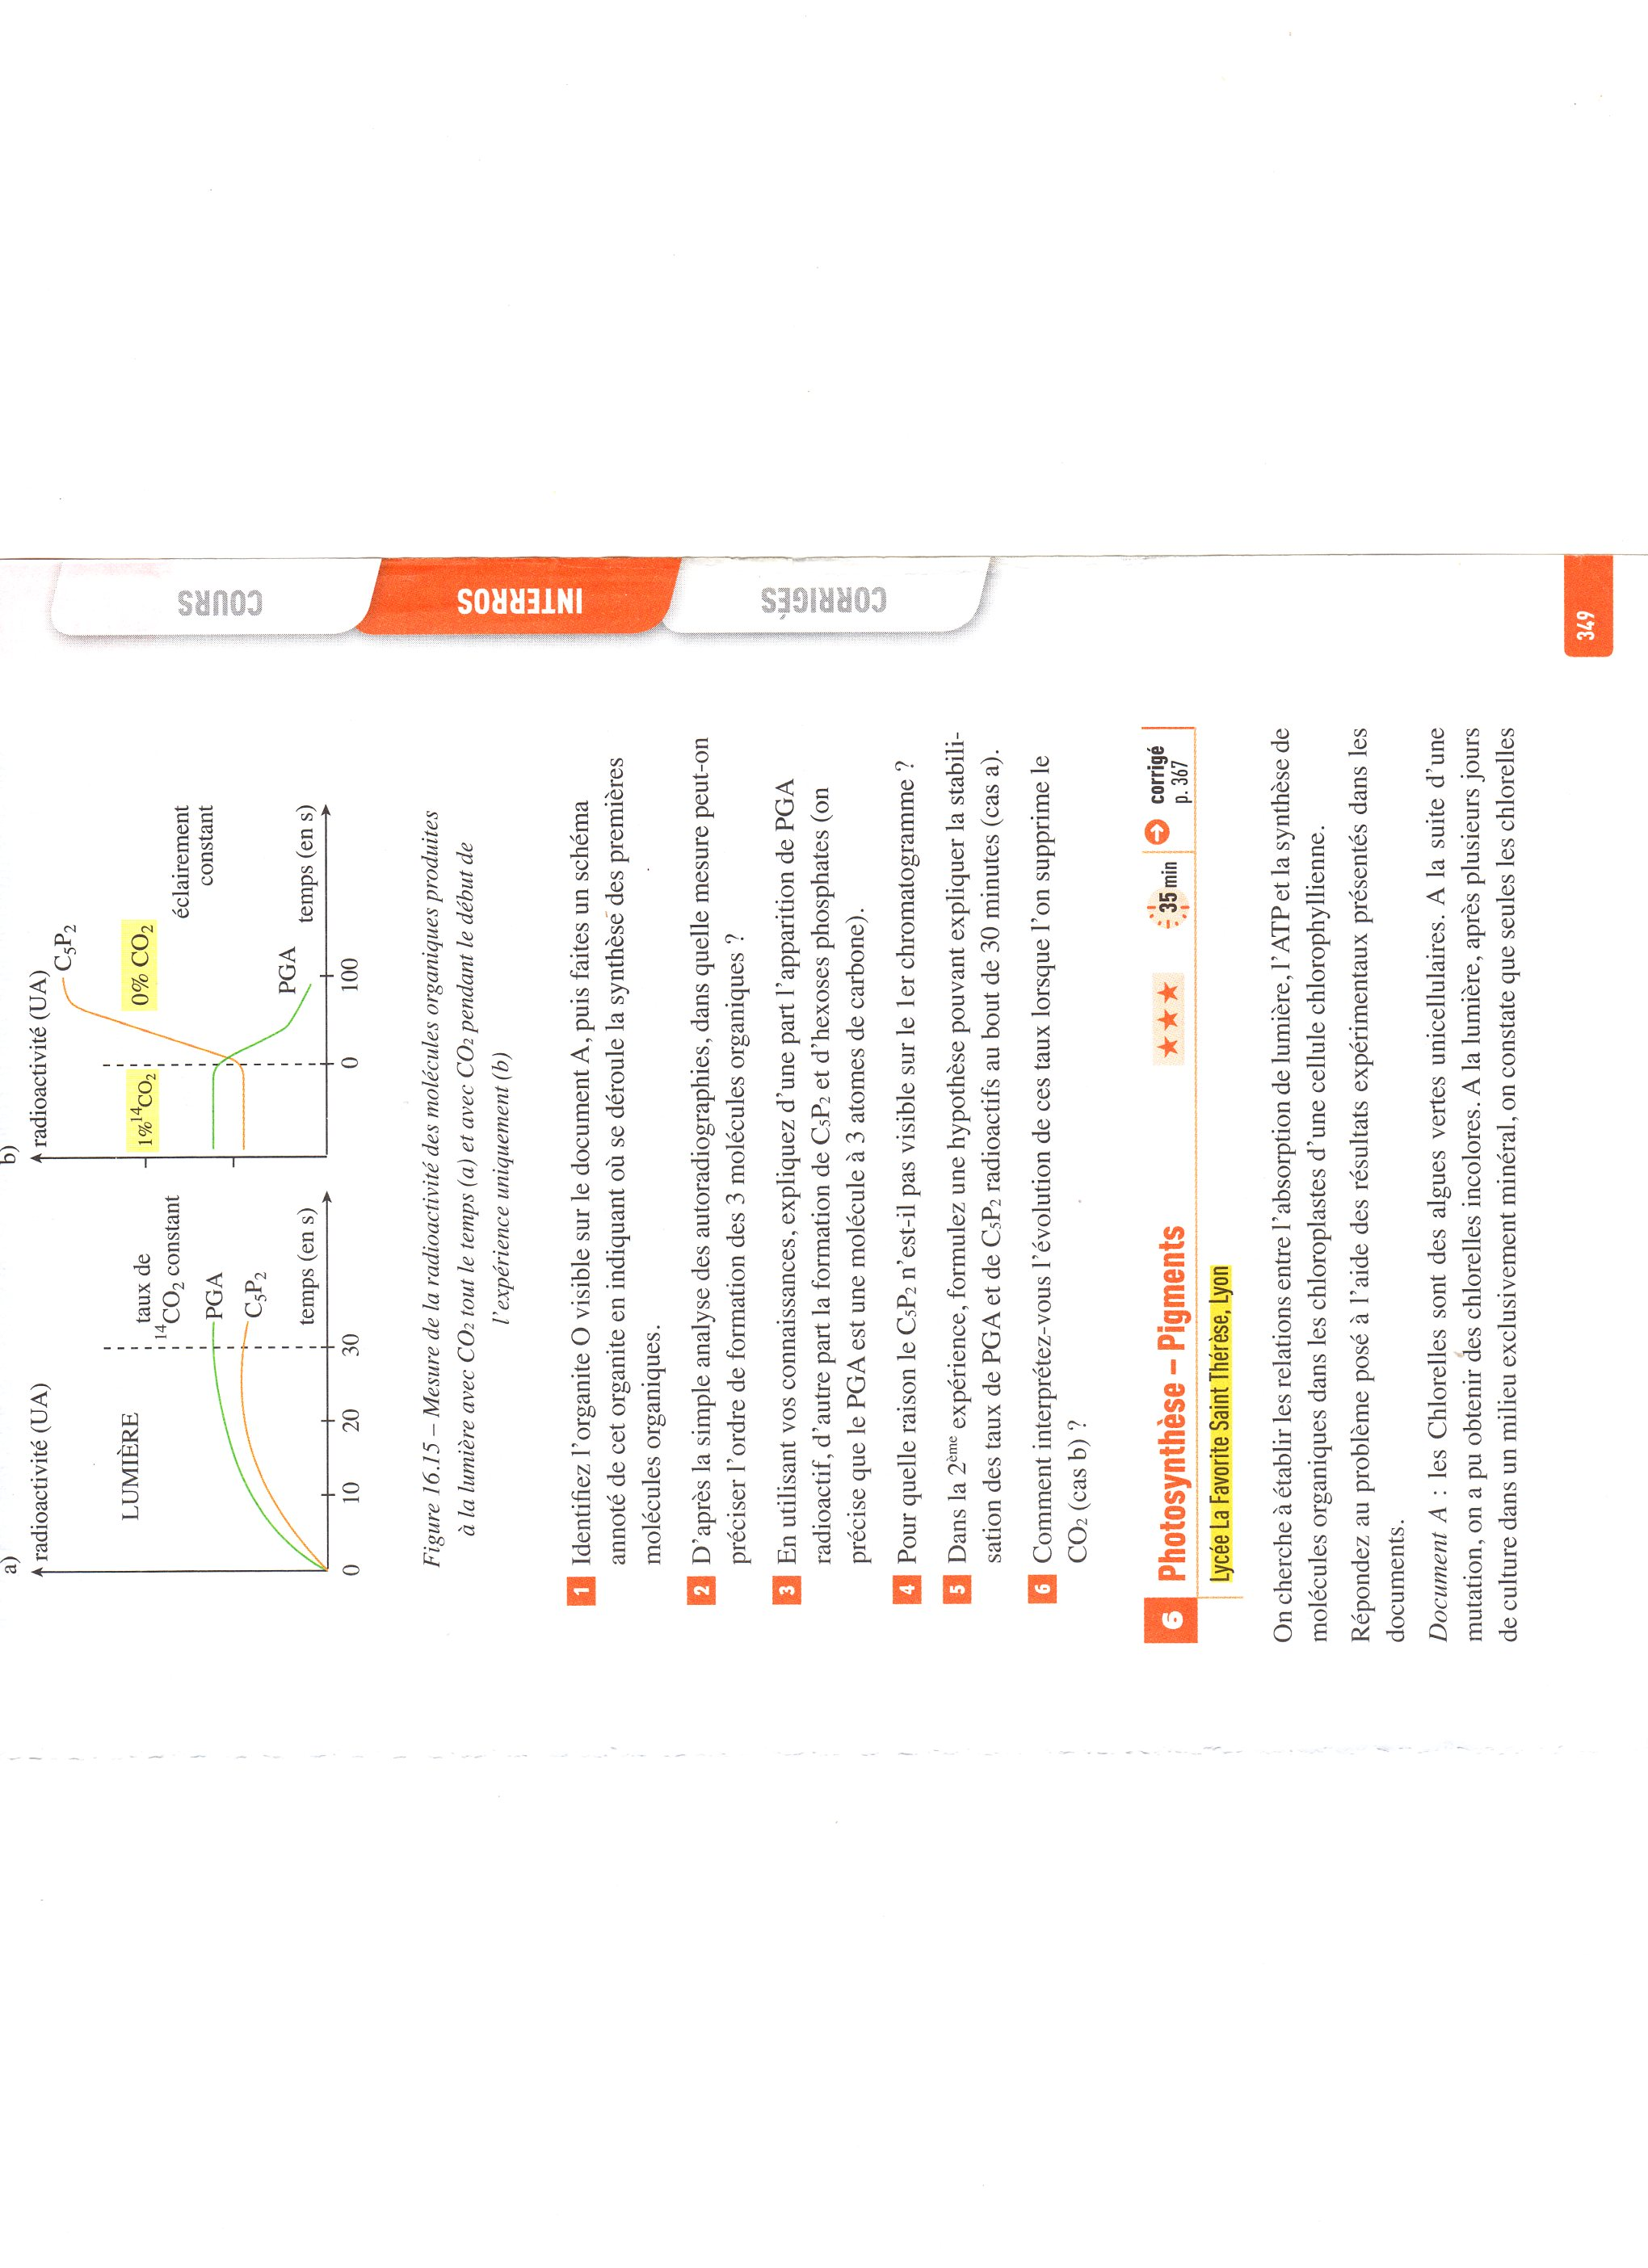 a)
radioactivité (UA)
LUMIÈRE
taux de
¹⁴CO₂ constant
PGA
C₅P₂
temps (en s)
0 10 20 30
b)
radioactivité (UA)
1%¹⁴CO₂
0% CO₂
C₅P₂
éclairement
constant
PGA
temps (en s)
0 100
Figure 16.15 – Mesure de la radioactivité des molécules organiques produites
à la lumière avec CO₂ tout le temps (a) et avec CO₂ pendant le début de
l'expérience uniquement (b)
1 Identifiez l'organite O visible sur le document A, puis faites un schéma
annoté de cet organite en indiquant où se déroule la synthèse des premières
molécules organiques.
2 D'après la simple analyse des autoradiographies, dans quelle mesure peut-on
préciser l'ordre de formation des 3 molécules organiques ?
3 En utilisant vos connaissances, expliquez d'une part l'apparition de PGA
radioactif, d'autre part la formation de C₅P₂ et d'hexoses phosphates (on
précise que le PGA est une molécule à 3 atomes de carbone).
4 Pour quelle raison le C₅P₂ n'est-il pas visible sur le 1er chromatogramme ?
5 Dans la 2ème expérience, formulez une hypothèse pouvant expliquer la stabili-
sation des taux de PGA et de C₅P₂ radioactifs au bout de 30 minutes (cas a).
6 Comment interprétez-vous l'évolution de ces taux lorsque l'on supprime le
CO₂ (cas b) ?
6 Photosynthèse – Pigments ★★★ 35 min corrigé
p. 367
Lycée La Favorite Saint Thérèse, Lyon
On cherche à établir les relations entre l'absorption de lumière, l'ATP et la synthèse de
molécules organiques dans les chloroplastes d'une cellule chlorophyllienne.
Répondez au problème posé à l'aide des résultats expérimentaux présentés dans les
documents.
Document A : les Chlorelles sont des algues vertes unicellulaires. A la suite d'une
mutation, on a pu obtenir des chlorelles incolores. A la lumière, après plusieurs jours
de culture dans un milieu exclusivement minéral, on constate que seules les chlorelles
COURS
INTERROS
CORRIGÉS
349